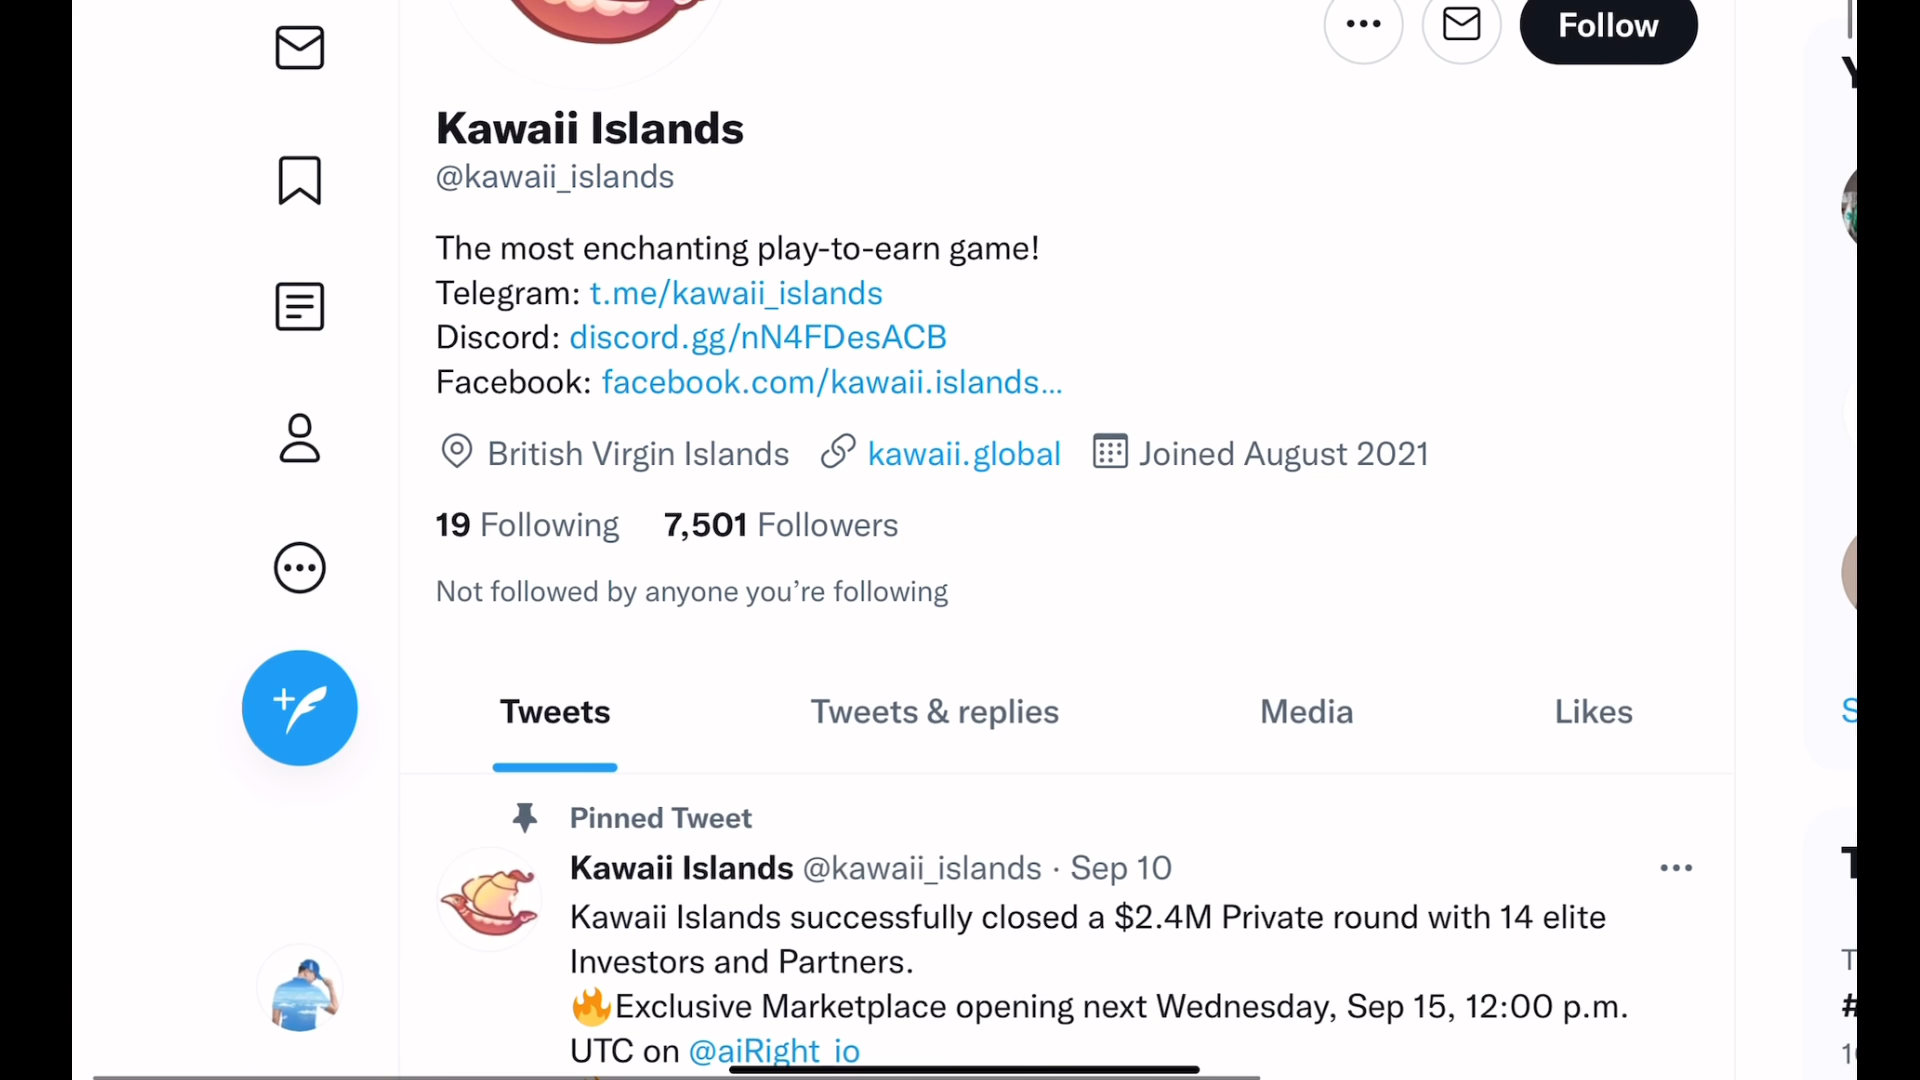 Follow
Kawaii Islands
@kawaii_islands
The most enchanting play-to-earn game!
Telegram: t.me/kawaii_islands
Discord: discord.gg/nN4FDesACB
Facebook: facebook.com/kawaii.islands...
British Virgin Islands kawaii.global Joined August 2021
19 Following 7,501 Followers
Not followed by anyone you’re following
Tweets Tweets & replies Media Likes
Pinned Tweet
Kawaii Islands @kawaii_islands · Sep 10
Kawaii Islands successfully closed a $2.4M Private round with 14 elite
Investors and Partners.
🔥Exclusive Marketplace opening next Wednesday, Sep 15, 12:00 p.m.
UTC on @aiRight_io